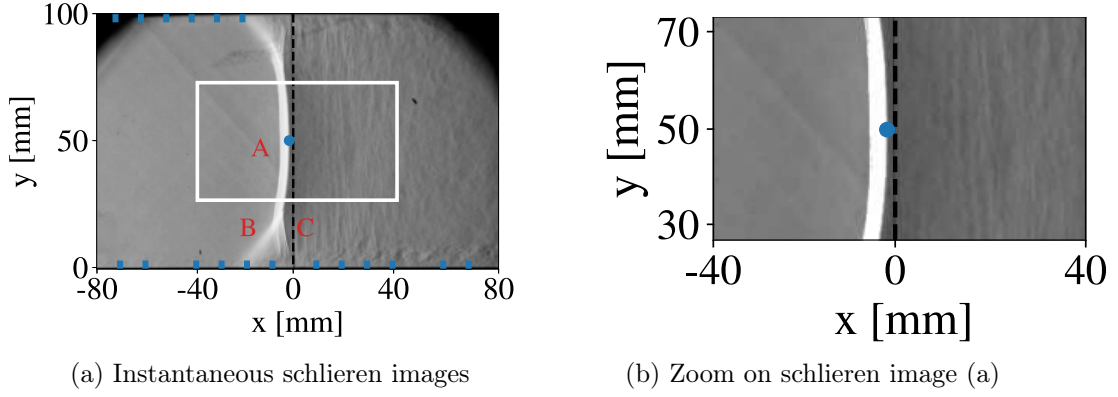 100
50
0
y [mm]
A
B
C
-80
-40
0
40
80
x [mm]
(a) Instantaneous schlieren images
70
50
30
y [mm]
-40
0
40
x [mm]
(b) Zoom on schlieren image (a)